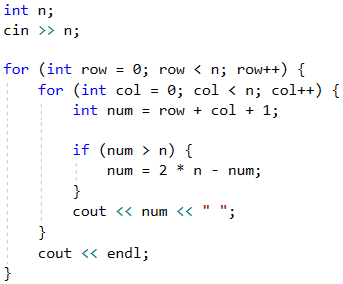 int n;
cin >> n;

for (int row = 0; row < n; row++) {
    for (int col = 0; col < n; col++) {
        int num = row + col + 1;

        if (num > n) {
            num = 2 * n - num;
        }
        cout << num << " ";
    }
    cout << endl;
}